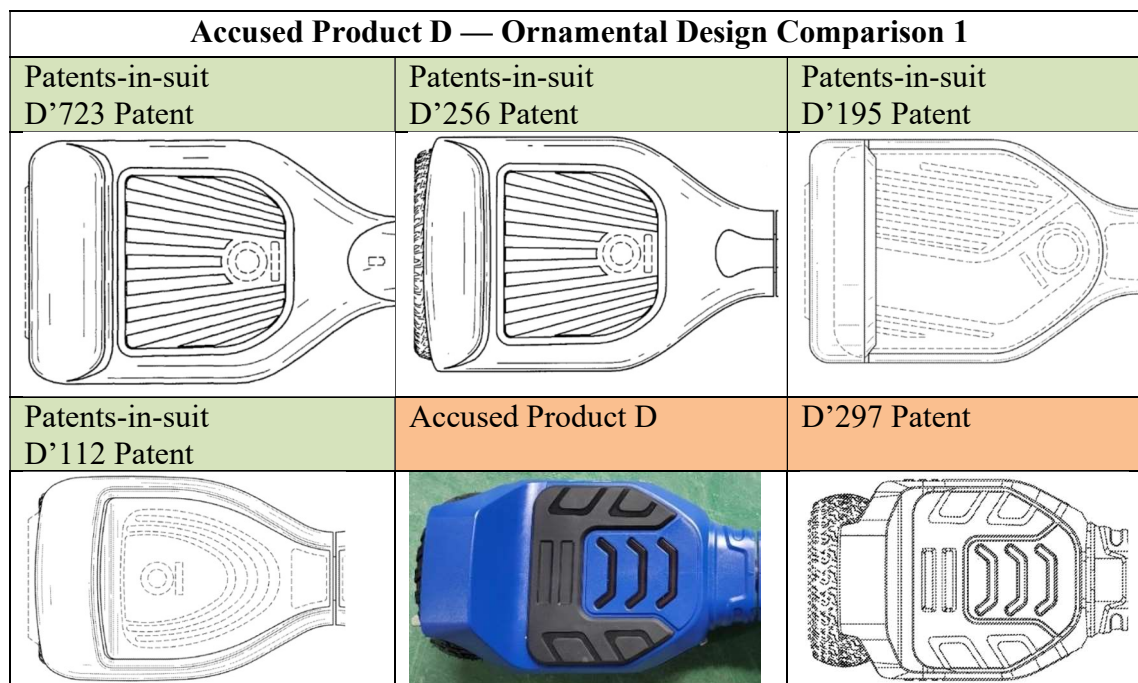 Accused Product D — Ornamental Design Comparison 1
Patents-in-suit
D’723 Patent
Patents-in-suit
D’256 Patent
Patents-in-suit
D’195 Patent
Patents-in-suit
D’112 Patent
Accused Product D
D’297 Patent